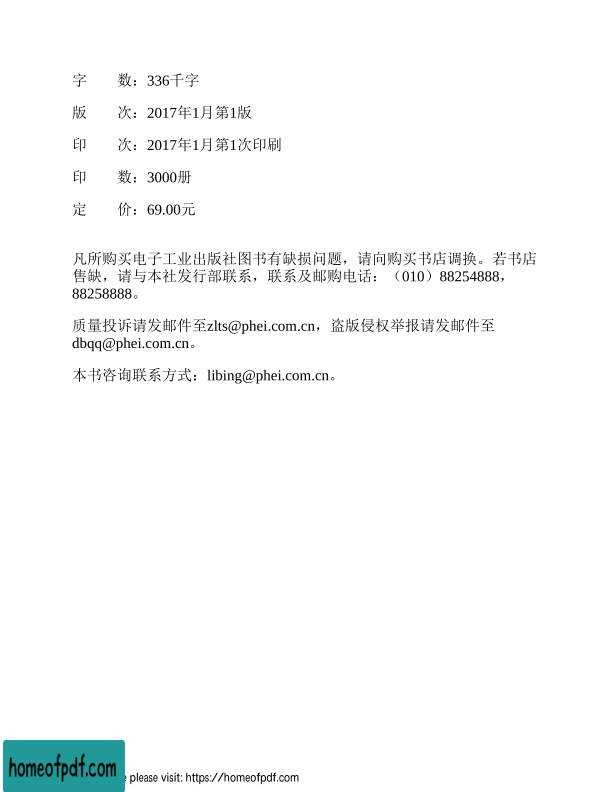 字　　数：336千字
版　　次：2017年1月第1版
印　　次：2017年1月第1次印刷
印　　数：3000册
定　　价：69.00元
凡所购买电子工业出版社图书有缺损问题，请向购买书店调换。若书店
售缺，请与本社发行部联系，联系及邮购电话：（010）88254888，
88258888。
质量投诉请发邮件至zlts@phei.com.cn，盗版侵权举报请发邮件至
dbqq@phei.com.cn。
本书咨询联系方式：libing@phei.com.cn。
homeofpdf.com
please visit: https://homeofpdf.com